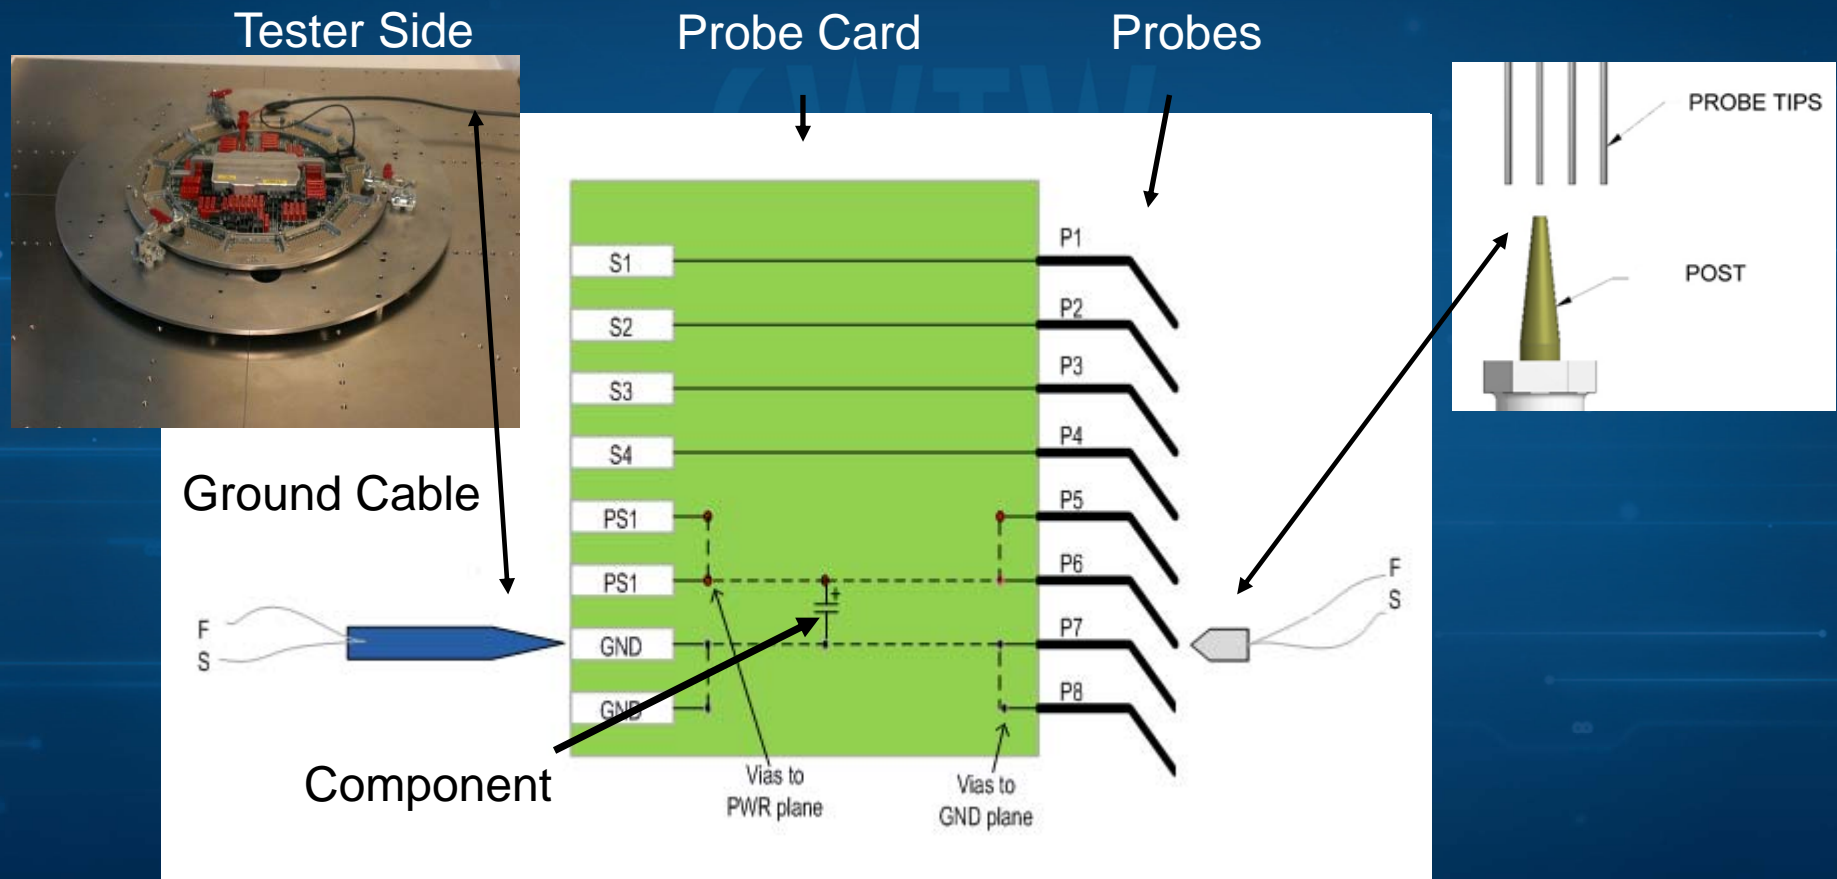 Tester Side
Probe Card
Probes
PROBE TIPS
POST
S1
S2
S3
S4
PS1
PS1
GND
GND
P1
P2
P3
P4
P5
P6
P7
P8
Ground Cable
F
S
+
F
S
Component
Vias to
PWR plane
Vias to
GND plane